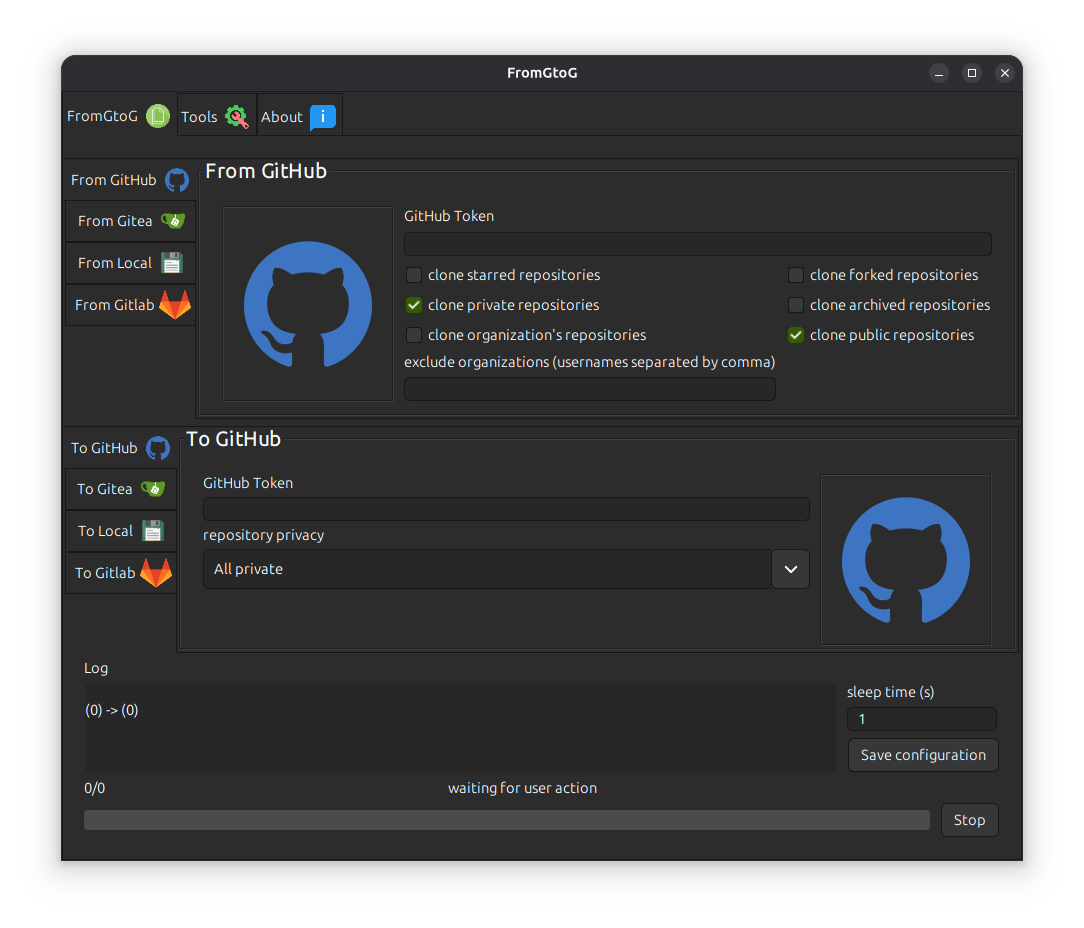 FromGtoG
FromGtoG
Tools
About
From GitHub
From Gitea
From Local
From Gitlab
From GitHub
GitHub Token
clone starred repositories
clone forked repositories
clone private repositories
clone archived repositories
clone organization's repositories
clone public repositories
exclude organizations (usernames separated by comma)
To GitHub
To Gitea
To Local
To Gitlab
To GitHub
GitHub Token
repository privacy
All private
Log
(0) -> (0)
sleep time (s)
1
Save configuration
0/0
waiting for user action
Stop